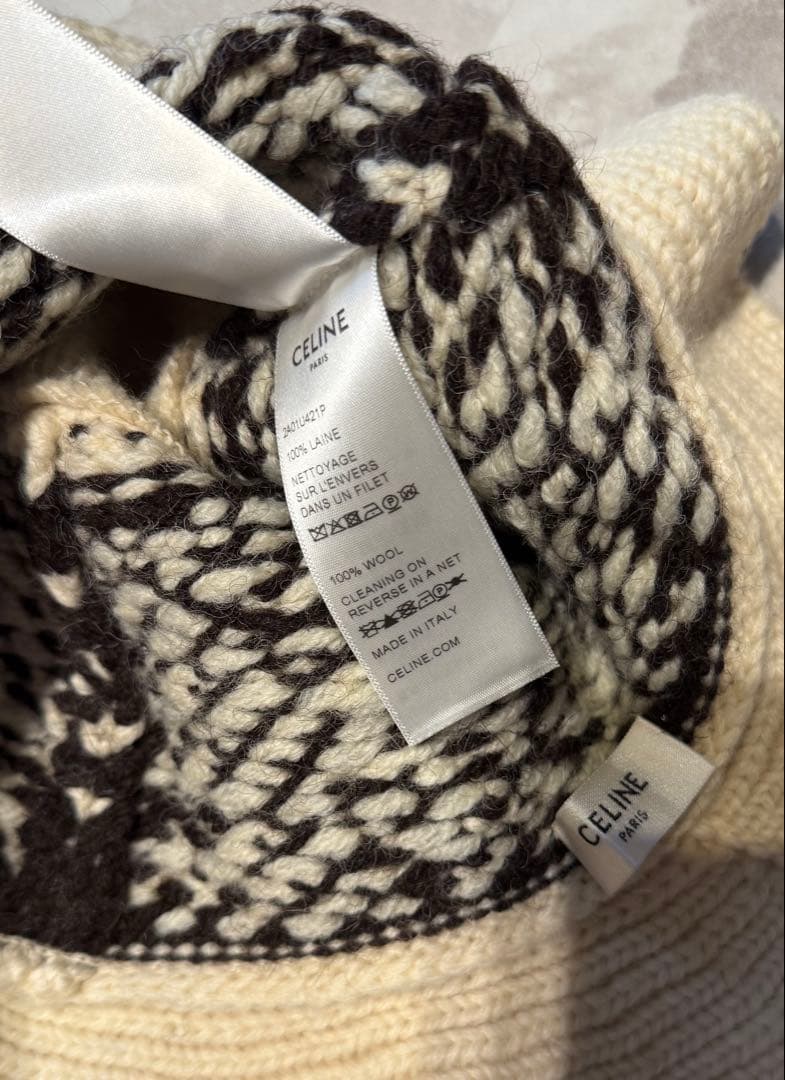 CELINE
PARIS
2A01U421P
100% LAINE
NETTOYAGE
SUR L'ENVERS
DANS UN FILET
100% WOOL
CLEANING ON
REVERSE IN A NET
MADE IN ITALY
CELINE.COM
CELINE
PARIS